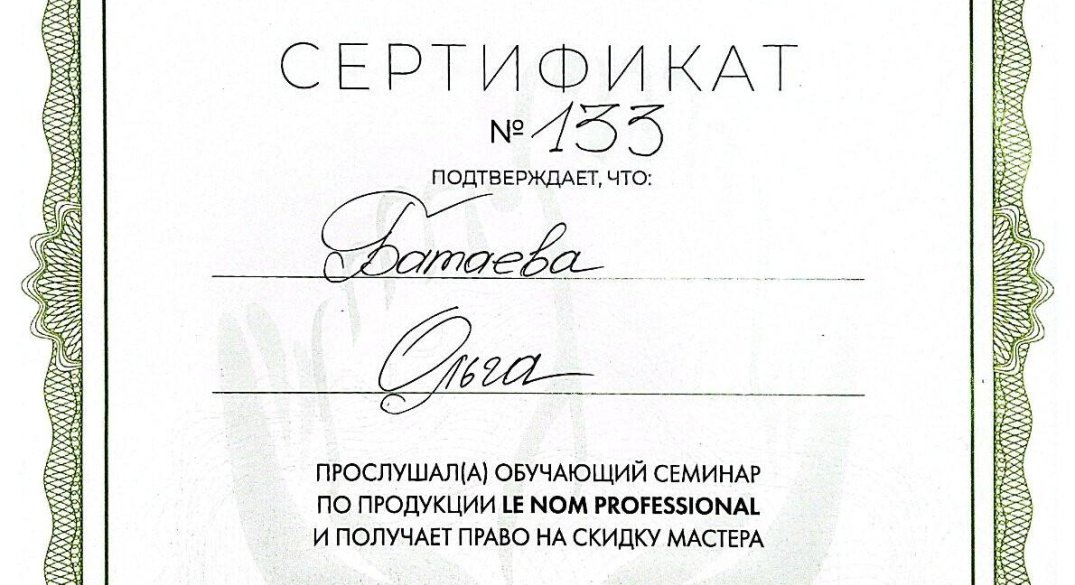 СЕРТИФИКАТ
№ 133
ПОДТВЕРЖДАЕТ, ЧТО:
Батаева
Ольга
ПРОСЛУШАЛ(А) ОБУЧАЮЩИЙ СЕМИНАР
ПО ПРОДУКЦИИ LE NOM PROFESSIONAL
И ПОЛУЧАЕТ ПРАВО НА СКИДКУ МАСТЕРА